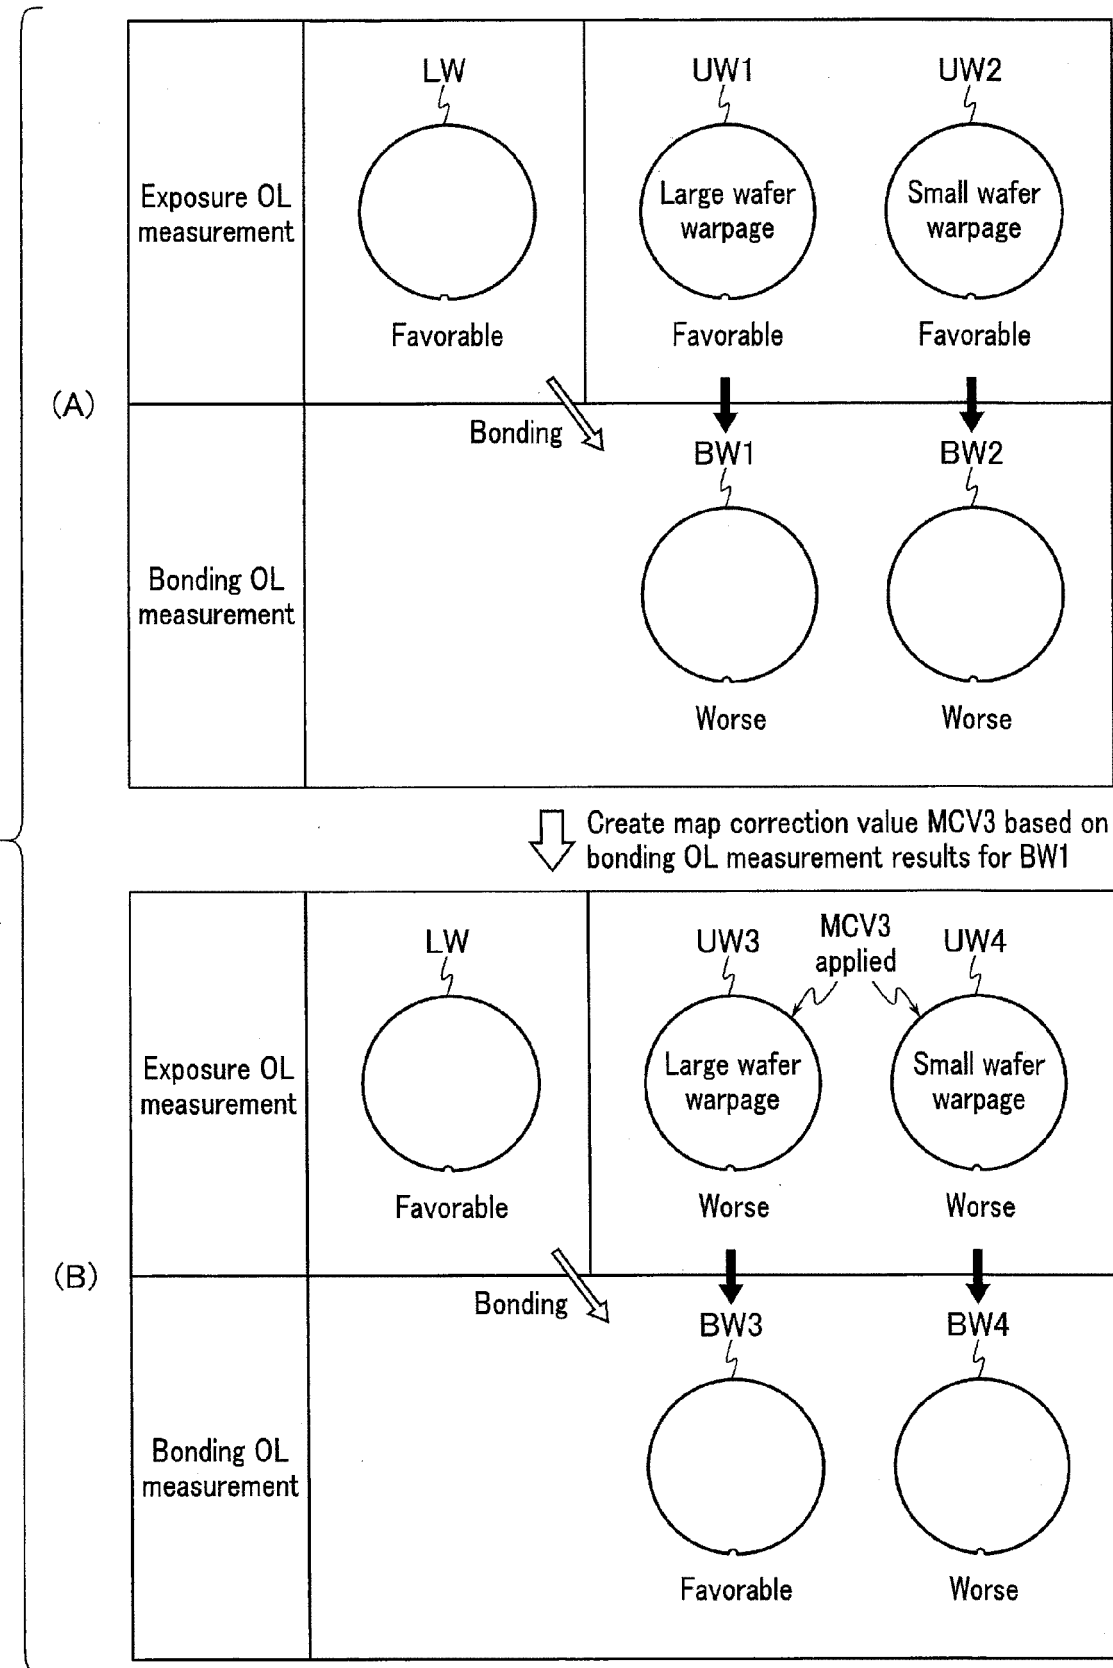 (A)
Exposure OL
measurement
LW
UW1
UW2
Large wafer
warpage
Small wafer
warpage
Favorable
Favorable
Favorable
Bonding
Bonding OL
measurement
BW1
BW2
Worse
Worse
Create map correction value MCV3 based on
bonding OL measurement results for BW1
(B)
Exposure OL
measurement
LW
UW3
MCV3
applied
UW4
Large wafer
warpage
Small wafer
warpage
Favorable
Worse
Worse
Bonding
Bonding OL
measurement
BW3
BW4
Favorable
Worse